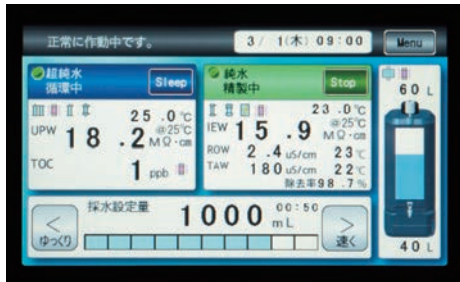 正常に作動中です。
3/ 1(木) 09:00
Menu
超純水
循環中
Sleep
25.0℃
@25℃
UPW 18.2 MΩ·cm
TOC 1 ppb
純水
精製中
Stop
23.0℃
@25℃
IEW 15.9 MΩ·cm
ROW 2.4 uS/cm 23℃
TAW 180 uS/cm 22℃
除去率98.7%
60 L
40 L
採水設定量 1000 mL
00:50
<
ゆっくり
>
速く